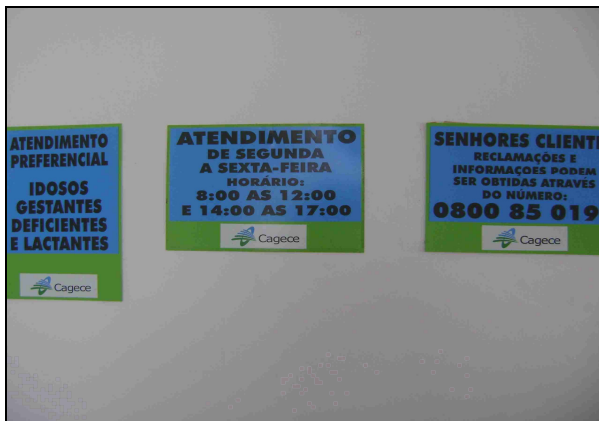 ATENDIMENTO
PREFERENCIAL
IDOSOS
GESTANTES
DEFICIENTES
E LACTANTES
Cagece
ATENDIMENTO
DE SEGUNDA
A SEXTA-FEIRA
HORÁRIO:
8:00 AS 12:00
E 14:00 AS 17:00
Cagece
SENHORES CLIENT
RECLAMAÇÕES E
INFORMAÇOES PODEM
SER OBTIDAS ATRAVÉS
DO NÚMERO:
0800 85 019
Cagece